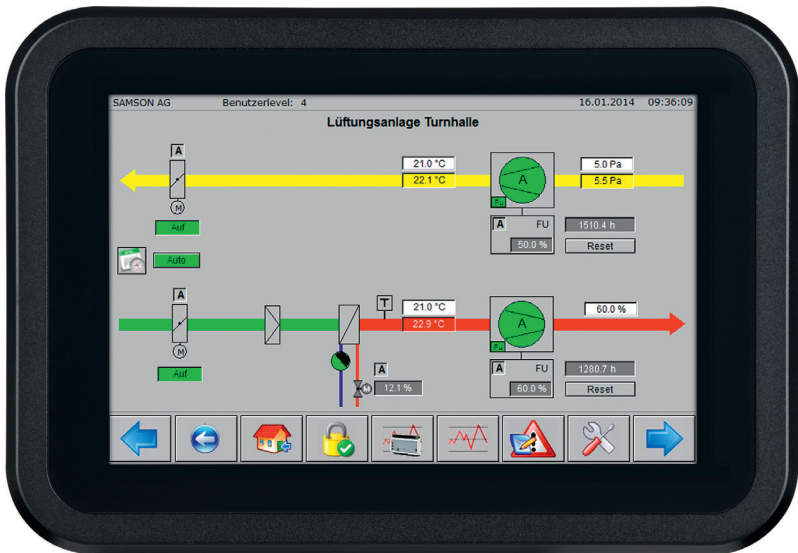 SAMSON AG Benutzerlevel: 4 16.01.2014 09:36:09
Lüftungsanlage Turnhalle
A
21.0 °C 5.0 Pa
22.1 °C A 5.5 Pa
Fu
M
Auf A FU 1510.4 h
50.0 % Reset
Auto
A
T 21.0 °C 60.0 %
22.9 °C A
Fu
M
Auf A A FU 1280.7 h
M 12.1 % 60.0 % Reset